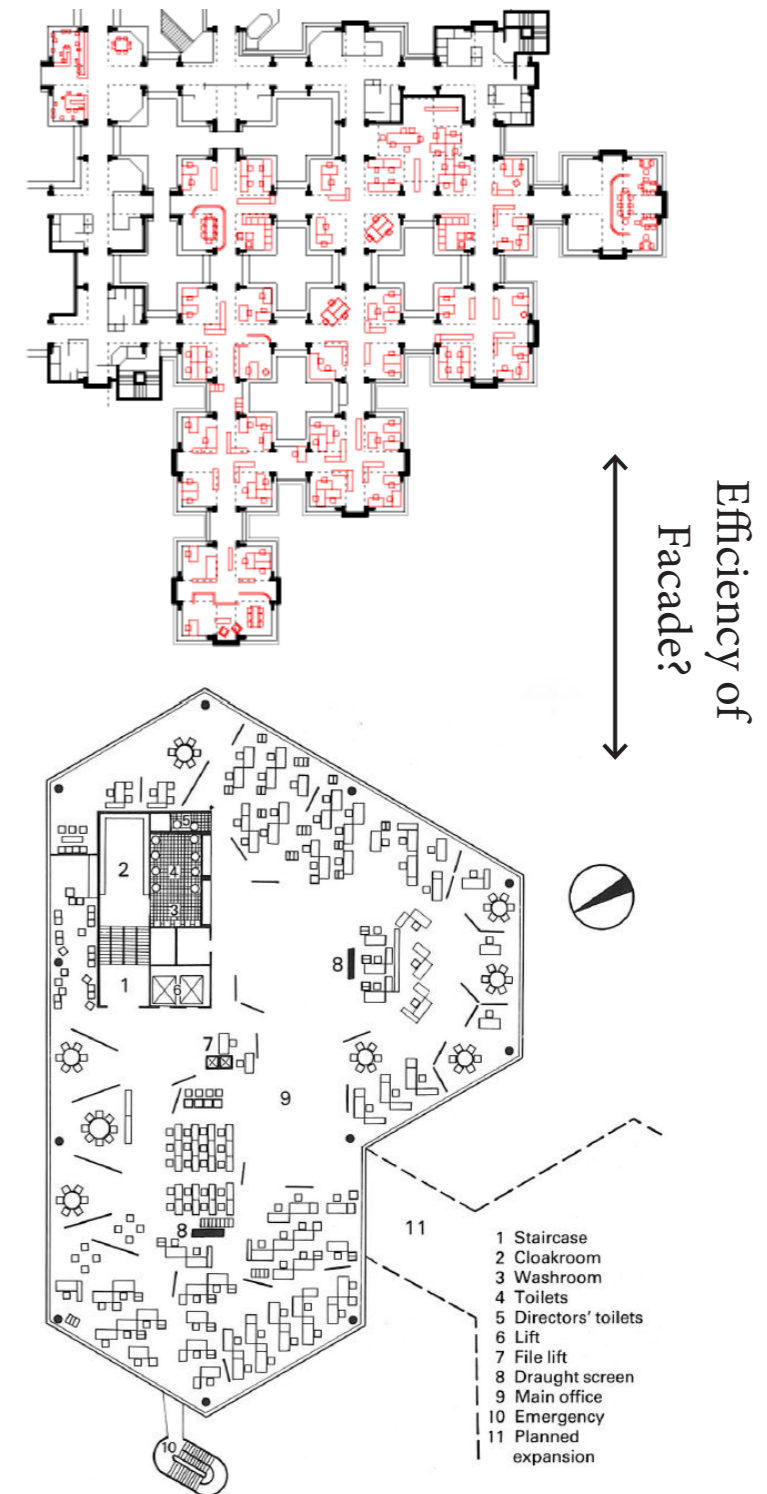 Efficiency of
Facade?
5
2
4
3
8
1
6
7
9
8
11
10
1 Staircase
2 Cloakroom
3 Washroom
4 Toilets
5 Directors' toilets
6 Lift
7 File lift
8 Draught screen
9 Main office
10 Emergency
11 Planned
expansion